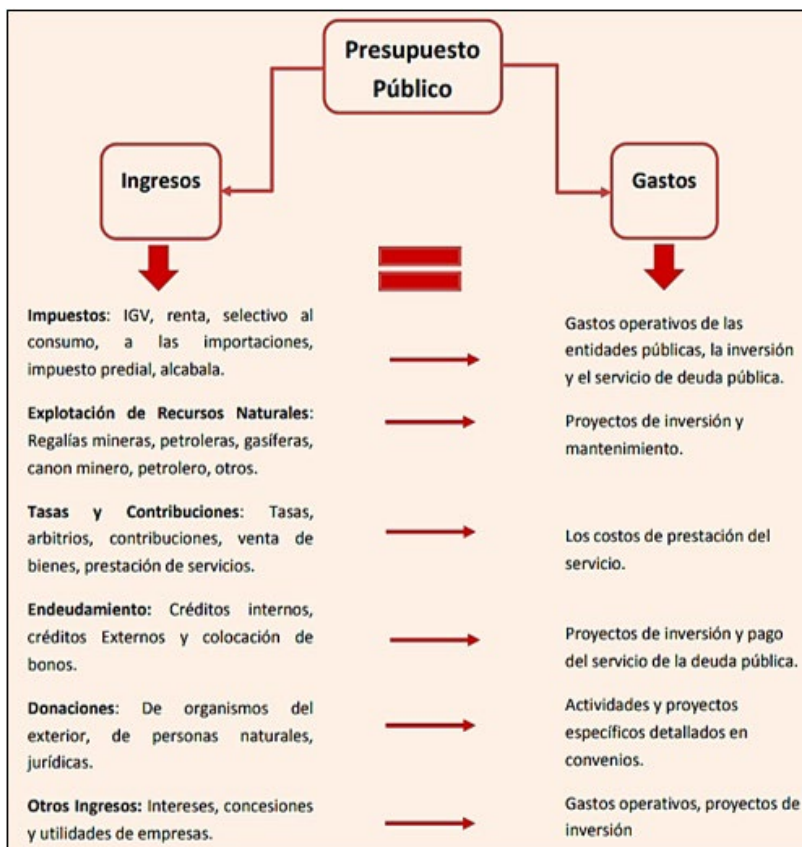 Presupuesto
Público
Ingresos
Gastos
Impuestos: IGV, renta, selectivo al
consumo, a las importaciones,
impuesto predial, alcabala.
Gastos operativos de las
entidades públicas, la inversión
y el servicio de deuda pública.
Explotación de Recursos Naturales:
Regalías mineras, petroleras, gasíferas,
canon minero, petrolero, otros.
Proyectos de inversión y
mantenimiento.
Tasas y Contribuciones: Tasas,
arbitrios, contribuciones, venta de
bienes, prestación de servicios.
Los costos de prestación del
servicio.
Endeudamiento: Créditos internos,
créditos Externos y colocación de
bonos.
Proyectos de inversión y pago
del servicio de la deuda pública.
Donaciones: De organismos del
exterior, de personas naturales,
jurídicas.
Actividades y proyectos
específicos detallados en
convenios.
Otros Ingresos: Intereses, concesiones
y utilidades de empresas.
Gastos operativos, proyectos de
inversión